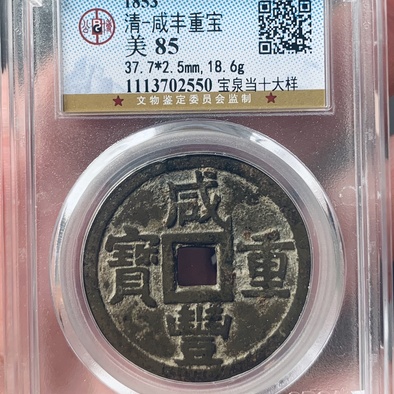 1853
清-咸丰重宝
美 85
37.7*2.5mm,18.6g
1113702550 宝泉当十大样
★ 文物鉴定委员会监制 ★
咸
寶 重
豐